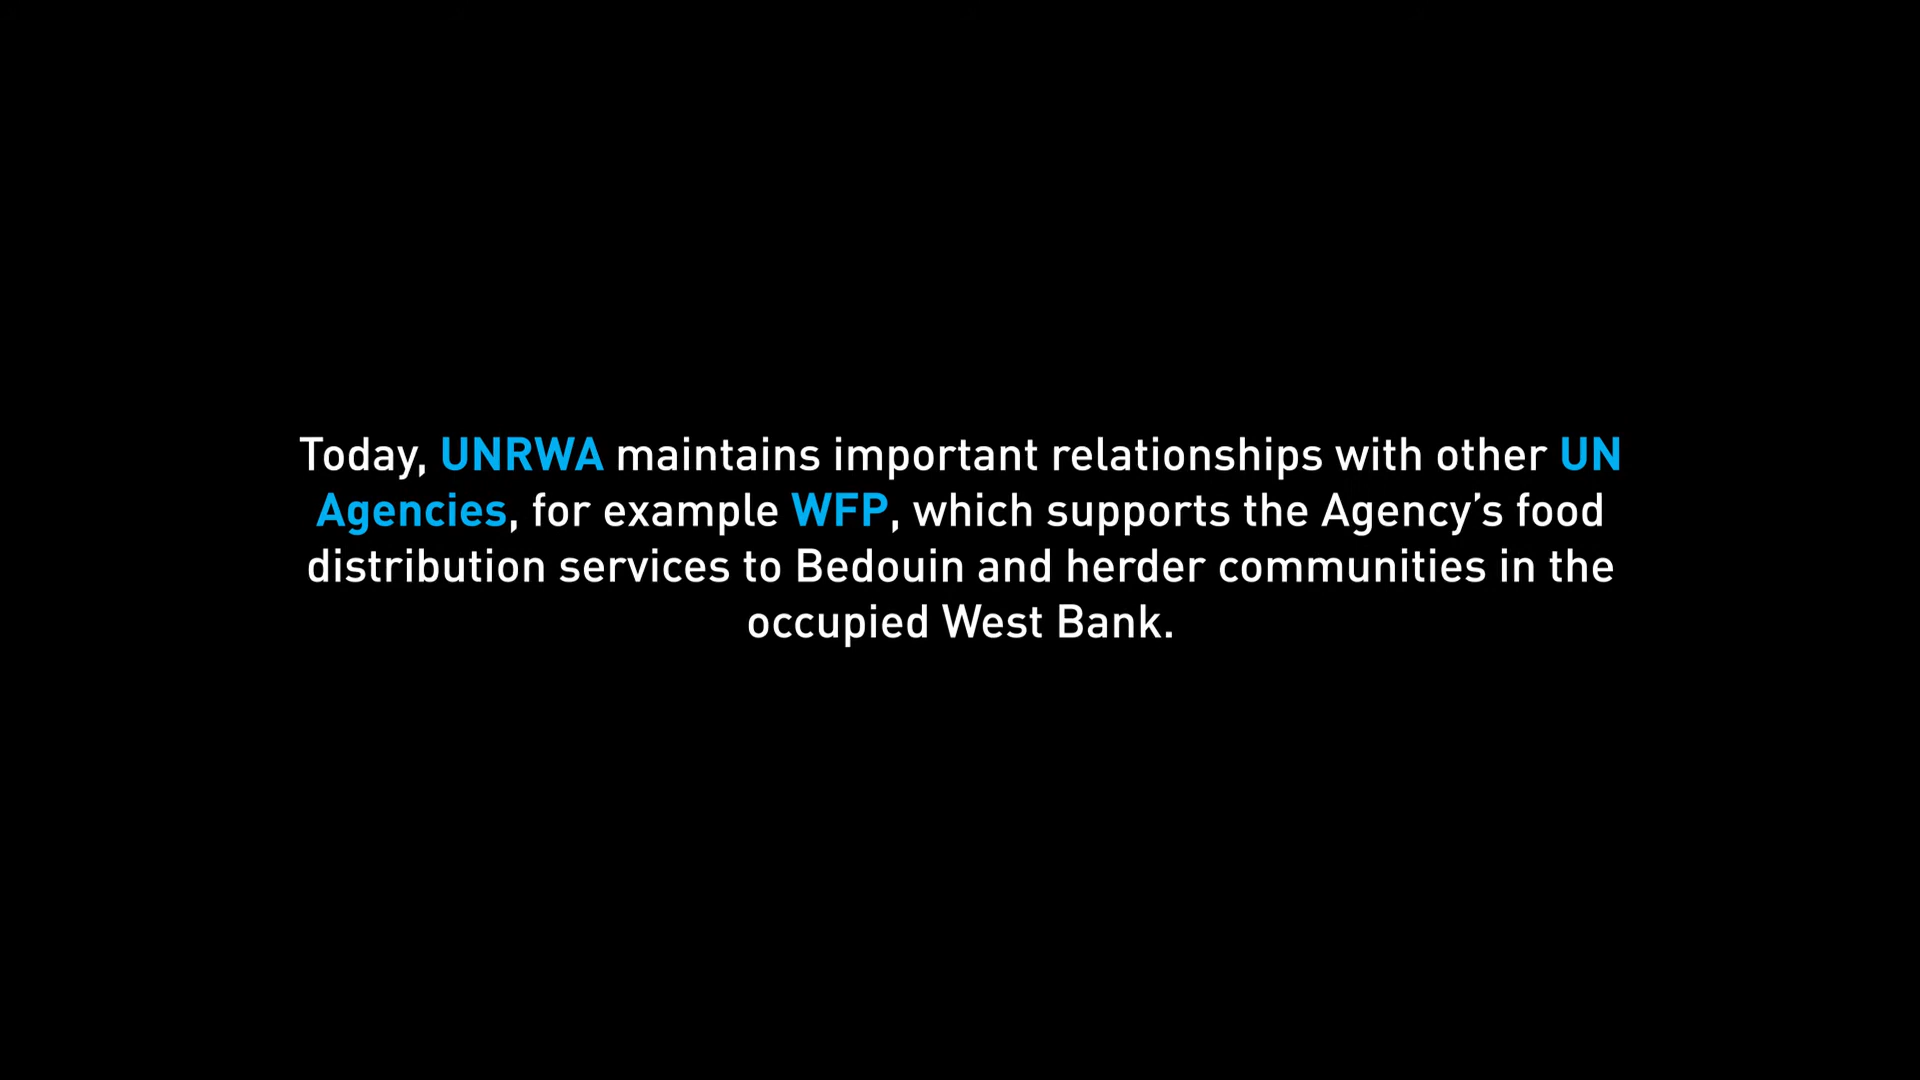 Today, UNRWA maintains important relationships with other UN
Agencies, for example WFP, which supports the Agency’s food
distribution services to Bedouin and herder communities in the
occupied West Bank.